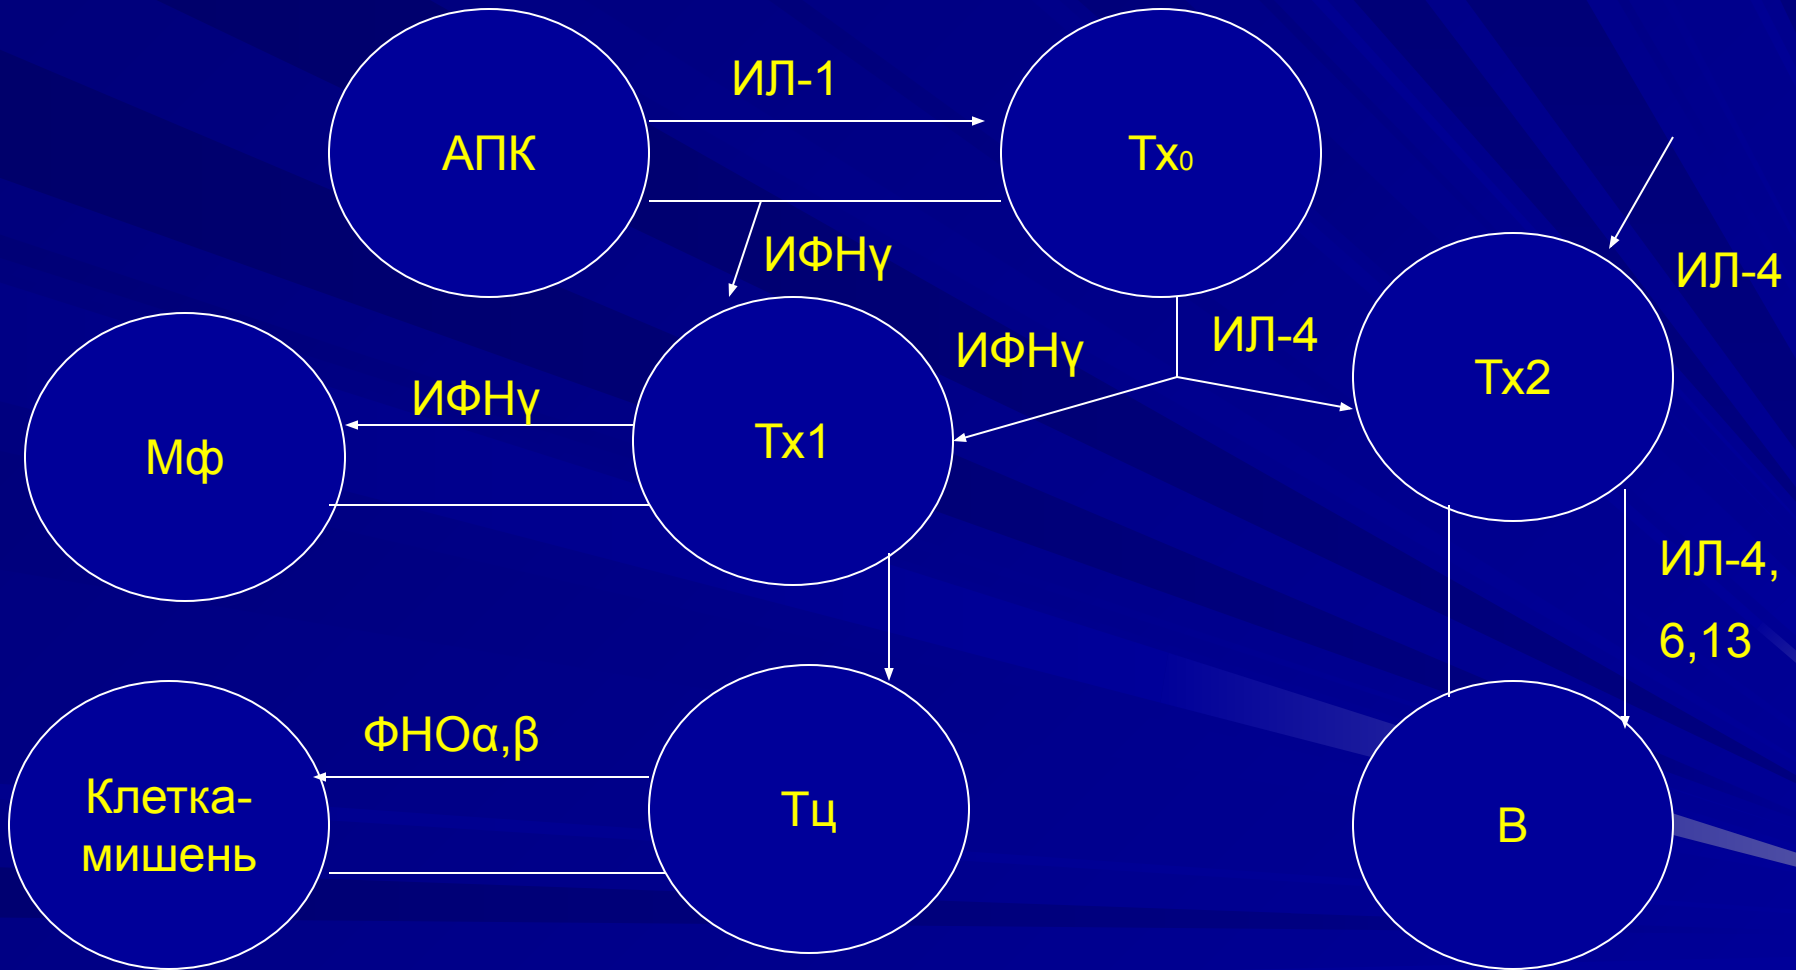 ИЛ-1
АПК
Тх₀
ИФНγ
ИЛ-4
ИФНγ
ИЛ-4
Тх2
ИФНγ
Тх1
Мф
ИЛ-4,
6,13
ФНОα,β
Клетка-
мишень
Тц
В